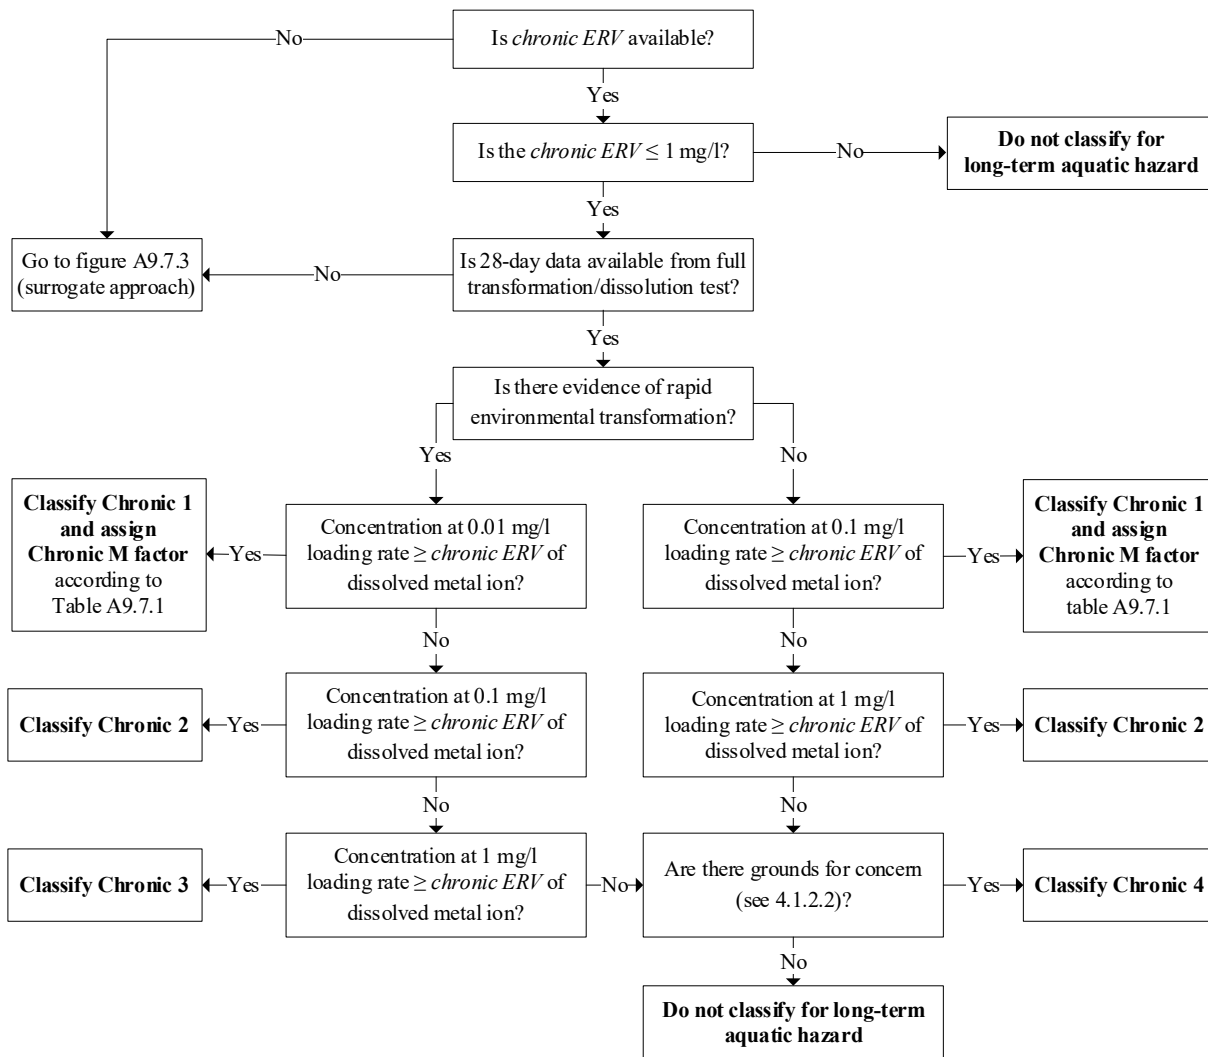 No
Is chronic ERV available?
Yes
Is the chronic ERV ≤ 1 mg/l?
No
Do not classify for
long-term aquatic hazard
Yes
Go to figure A9.7.3
(surrogate approach)
No
Is 28-day data available from full
transformation/dissolution test?
Yes
Is there evidence of rapid
environmental transformation?
Yes
No
Classify Chronic 1
and assign
Chronic M factor
according to
Table A9.7.1
Yes
Concentration at 0.01 mg/l
loading rate ≥ chronic ERV of
dissolved metal ion?
Concentration at 0.1 mg/l
loading rate ≥ chronic ERV of
dissolved metal ion?
Yes
Classify Chronic 1
and assign
Chronic M factor
according to
table A9.7.1
No
No
Classify Chronic 2
Yes
Concentration at 0.1 mg/l
loading rate ≥ chronic ERV of
dissolved metal ion?
Concentration at 1 mg/l
loading rate ≥ chronic ERV of
dissolved metal ion?
Yes
Classify Chronic 2
No
No
Classify Chronic 3
Yes
Concentration at 1 mg/l
loading rate ≥ chronic ERV of
dissolved metal ion?
No
Are there grounds for concern
(see 4.1.2.2)?
Yes
Classify Chronic 4
No
Do not classify for long-term
aquatic hazard